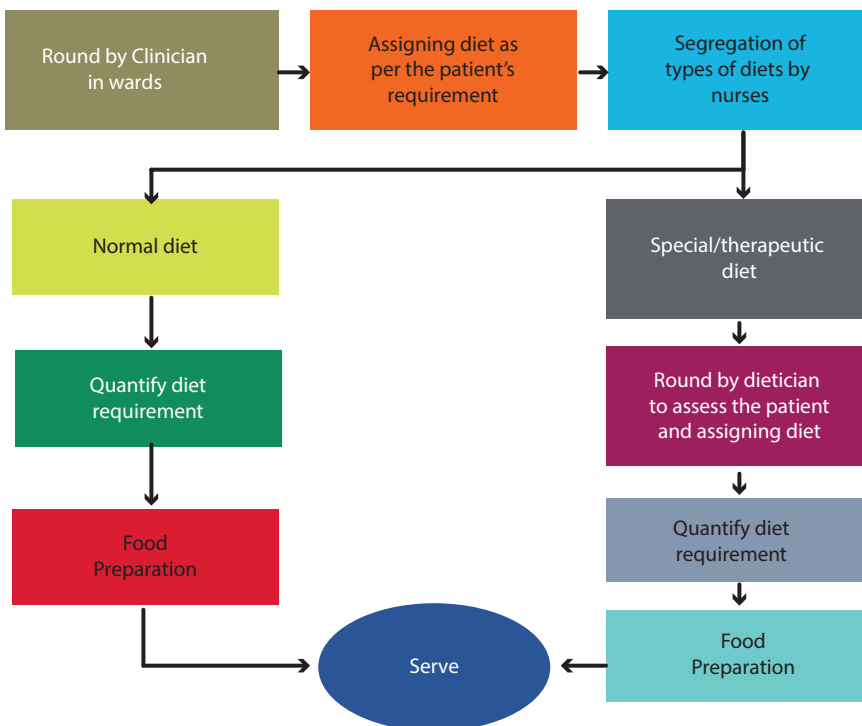 Round by Clinician
in wards
Assigning diet as
per the patient's
requirement
Segregation of
types of diets by
nurses
Normal diet
Special/therapeutic
diet
Quantify diet
requirement
Round by dietician
to assess the patient
and assigning diet
Food
Preparation
Quantify diet
requirement
Serve
Food
Preparation